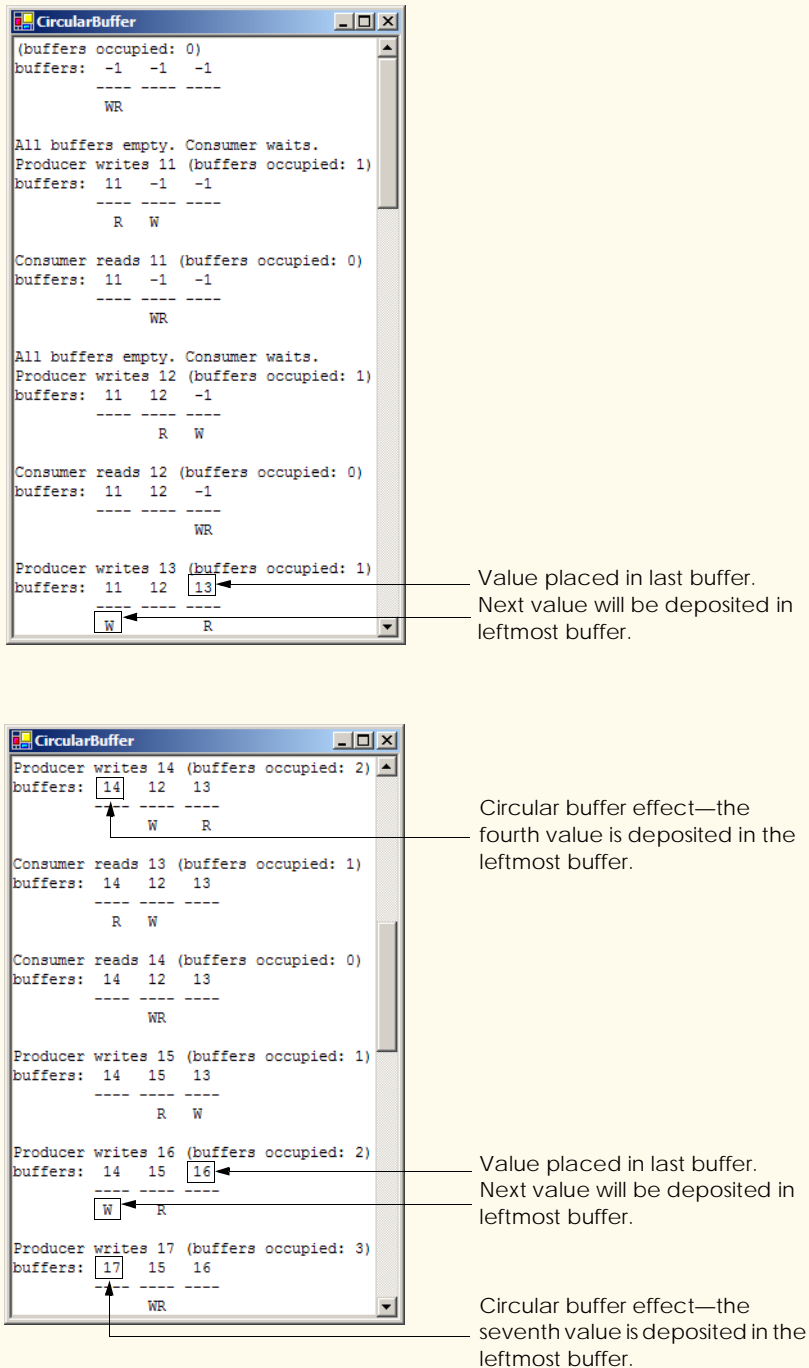 CircularBuffer
(buffers occupied: 0)
buffers: -1 -1 -1
---- ---- ----
WR
All buffers empty. Consumer waits.
Producer writes 11 (buffers occupied: 1)
buffers: 11 -1 -1
---- ---- ----
R W
Consumer reads 11 (buffers occupied: 0)
buffers: 11 -1 -1
---- ---- ----
WR
All buffers empty. Consumer waits.
Producer writes 12 (buffers occupied: 1)
buffers: 11 12 -1
---- ---- ----
R W
Consumer reads 12 (buffers occupied: 0)
buffers: 11 12 -1
---- ---- ----
WR
Producer writes 13 (buffers occupied: 1)
buffers: 11 12 13
---- ---- ----
W R
Value placed in last buffer.
Next value will be deposited in
leftmost buffer.
CircularBuffer
Producer writes 14 (buffers occupied: 2)
buffers: 14 12 13
---- ---- ----
W R
Circular buffer effect—the
fourth value is deposited in the
leftmost buffer.
Consumer reads 13 (buffers occupied: 1)
buffers: 14 12 13
---- ---- ----
R W
Consumer reads 14 (buffers occupied: 0)
buffers: 14 12 13
---- ---- ----
WR
Producer writes 15 (buffers occupied: 1)
buffers: 14 15 13
---- ---- ----
R W
Producer writes 16 (buffers occupied: 2)
buffers: 14 15 16
---- ---- ----
W R
Value placed in last buffer.
Next value will be deposited in
leftmost buffer.
Producer writes 17 (buffers occupied: 3)
buffers: 17 15 16
---- ---- ----
WR
Circular buffer effect—the
seventh value is deposited in the
leftmost buffer.